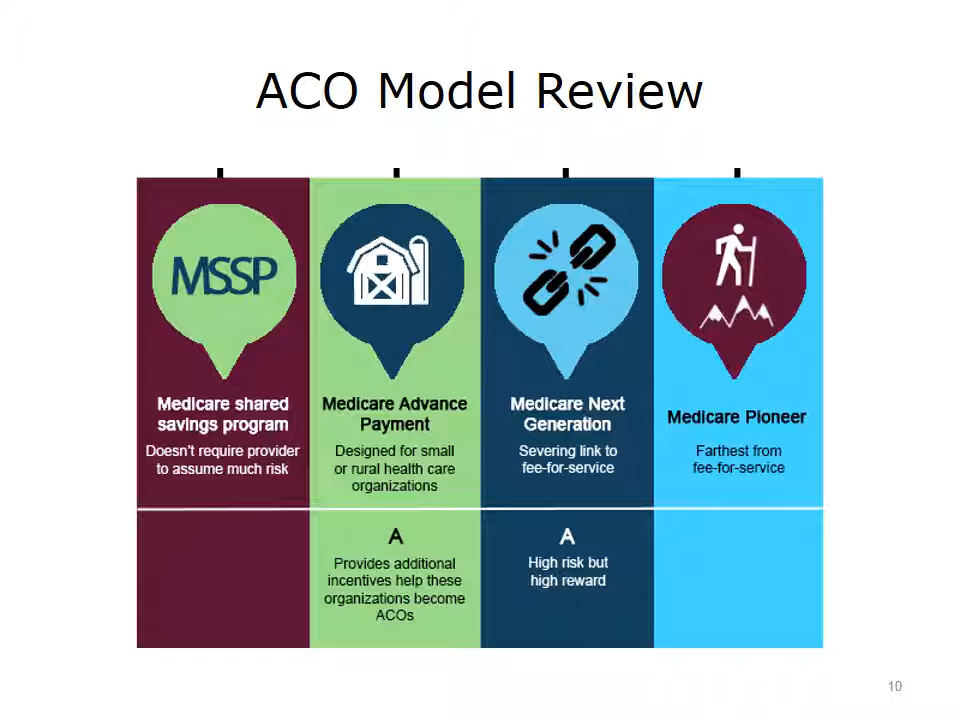 ACO Model Review
MSSP
Medicare shared
savings program
Doesn't require provider
to assume much risk
Medicare Advance
Payment
Designed for small
or rural health care
organizations
A
Provides additional
incentives help these
organizations become
ACOs
Medicare Next
Generation
Severing link to
fee-for-service
A
High risk but
high reward
Medicare Pioneer
Farthest from
fee-for-service
10